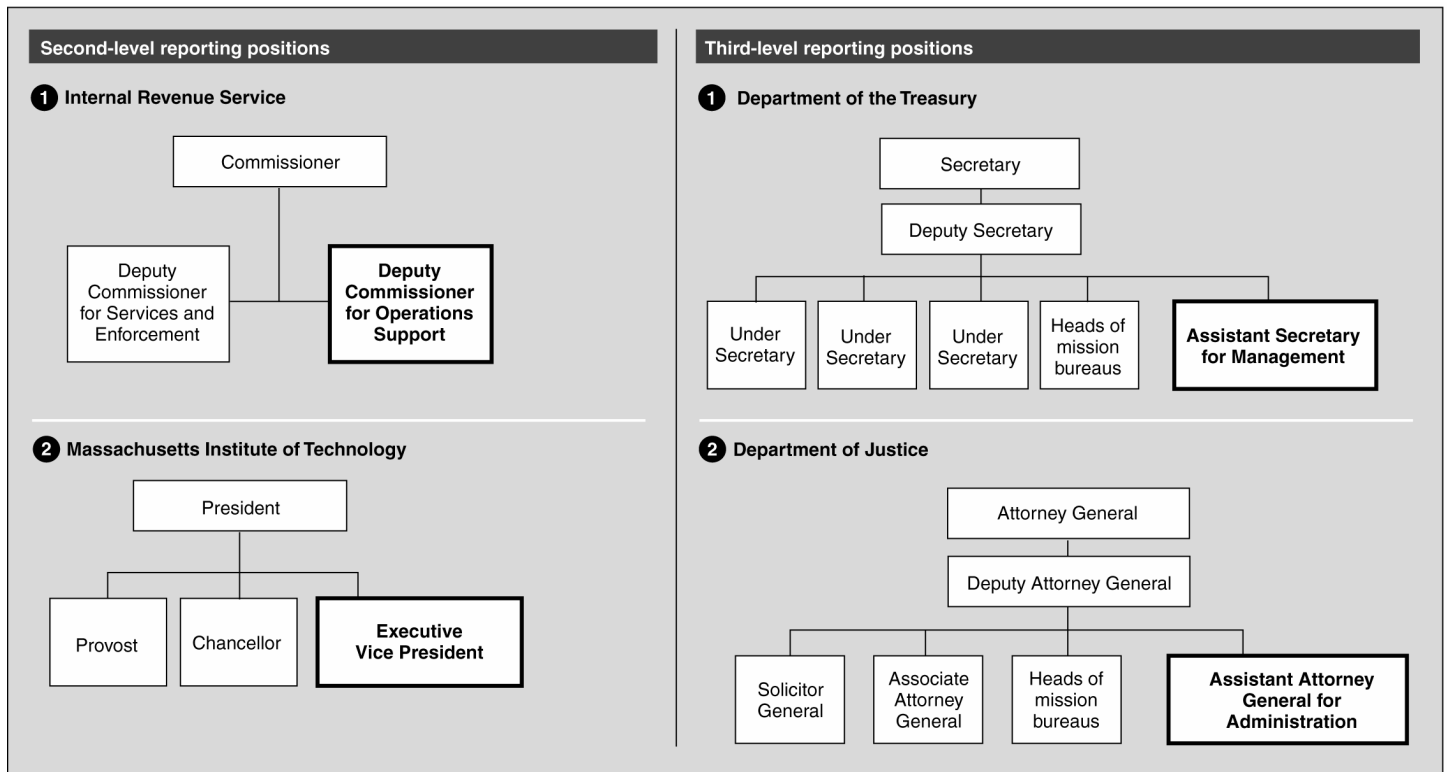 Second-level reporting positions
1 Internal Revenue Service
Commissioner
Deputy
Commissioner
for Services and
Enforcement
Deputy
Commissioner
for Operations
Support
2 Massachusetts Institute of Technology
President
Provost
Chancellor
Executive
Vice President
Third-level reporting positions
1 Department of the Treasury
Secretary
Deputy Secretary
Under
Secretary
Under
Secretary
Under
Secretary
Heads of
mission
bureaus
Assistant Secretary
for Management
2 Department of Justice
Attorney General
Deputy Attorney General
Solicitor
General
Associate
Attorney
General
Heads of
mission
bureaus
Assistant Attorney
General for
Administration